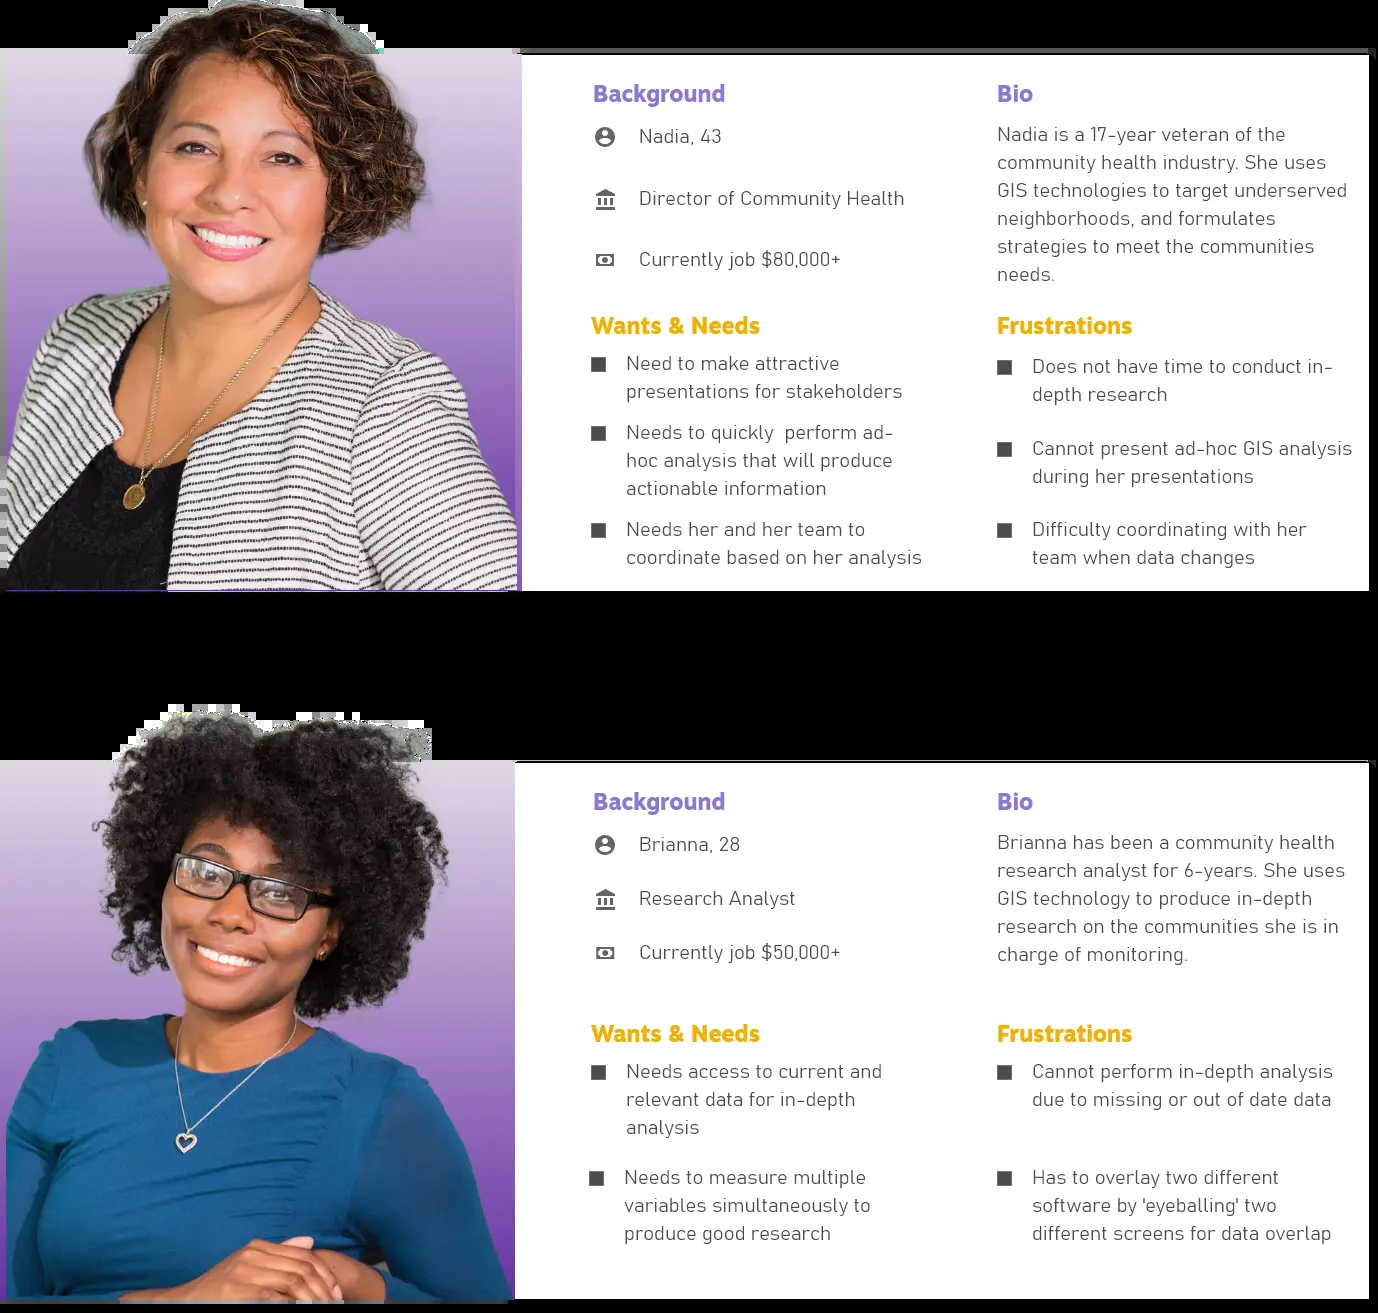 Background
Nadia, 43
Director of Community Health
Currently job $80,000+
Bio
Nadia is a 17-year veteran of the
community health industry. She uses
GIS technologies to target underserved
neighborhoods, and formulates
strategies to meet the communities
needs.
Wants & Needs
Need to make attractive
presentations for stakeholders
Needs to quickly  perform ad-
hoc analysis that will produce
actionable information
Needs her and her team to
coordinate based on her analysis
Frustrations
Does not have time to conduct in-
depth research
Cannot present ad-hoc GIS analysis
during her presentations
Difficulty coordinating with her
team when data changes
Background
Brianna, 28
Research Analyst
Currently job $50,000+
Bio
Brianna has been a community health
research analyst for 6-years. She uses
GIS technology to produce in-depth
research on the communities she is in
charge of monitoring.
Wants & Needs
Needs access to current and
relevant data for in-depth
analysis
Needs to measure multiple
variables simultaneously to
produce good research
Frustrations
Cannot perform in-depth analysis
due to missing or out of date data
Has to overlay two different
software by 'eyeballing' two
different screens for data overlap